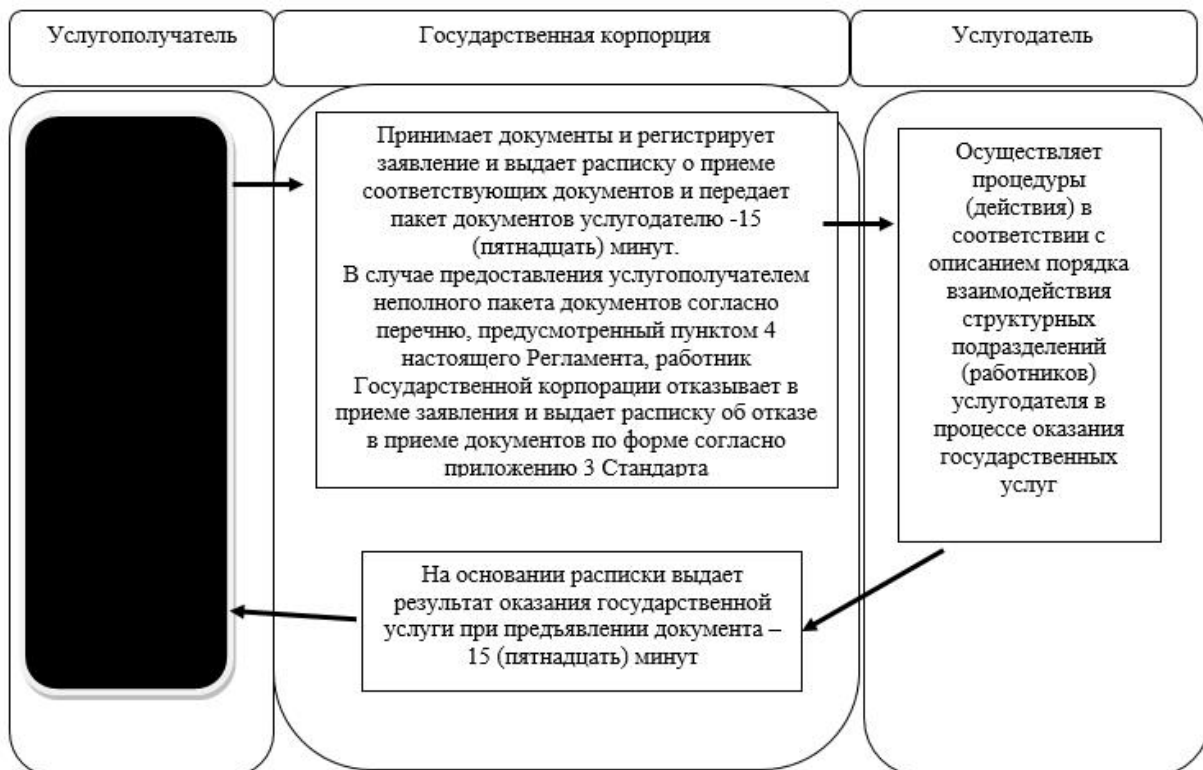 Услугополучатель
Государственная корпорция
Услугодатель
Принимает документы и регистрирует
заявление и выдает расписку о приеме
соответствующих документов и передает
пакет документов услугодателю -15
(пятнадцать) минут.
В случае предоставления услугополучателем
неполного пакета документов согласно
перечню, предусмотренный пунктом 4
настоящего Регламента, работник
Государственной корпорации отказывает в
приеме заявления и выдает расписку об отказе
в приеме документов по форме согласно
приложению 3 Стандарта
Осуществляет
процедуры
(действия) в
соответствии с
описанием порядка
взаимодействия
структурных
подразделений
(работников)
услугодателя в
процессе оказания
государственных
услуг
На основании расписки выдает
результат оказания государственной
услуги при предъявлении документа –
15 (пятнадцать) минут